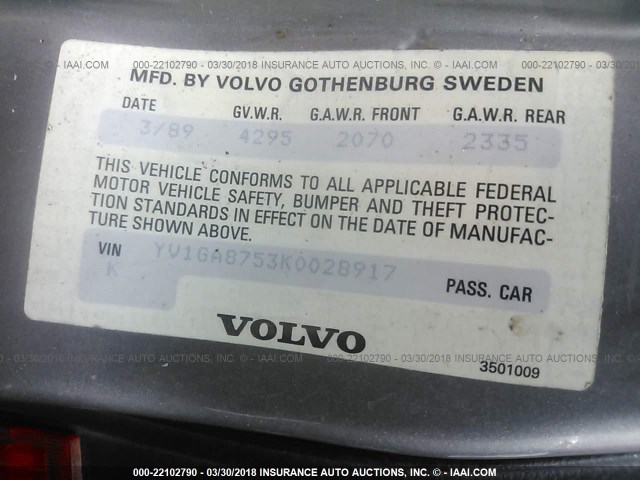 000-22102790 - 03/30/2018 INSURANCE AUTO AUCTIONS, INC. - © IAAI.COM
MFD. BY VOLVO GOTHENBURG SWEDEN
DATE GV.W.R. G.A.W.R. FRONT G.A.W.R. REAR
3/89 4295 2070 2335
THIS VEHICLE CONFORMS TO ALL APPLICABLE FEDERAL
MOTOR VEHICLE SAFETY, BUMPER AND THEFT PROTEC-
TION STANDARDS IN EFFECT ON THE DATE OF MANUFAC-
TURE SHOWN ABOVE.
VIN YV1GA8753K0028917
K PASS. CAR
VOLVO
3501009
000-22102790 - 03/30/2018 INSURANCE AUTO AUCTIONS, INC. - © IAAI.COM
000-22102790 - 03/30/2018 INSURANCE AUTO AUCTIONS, INC. - © IAAI.COM